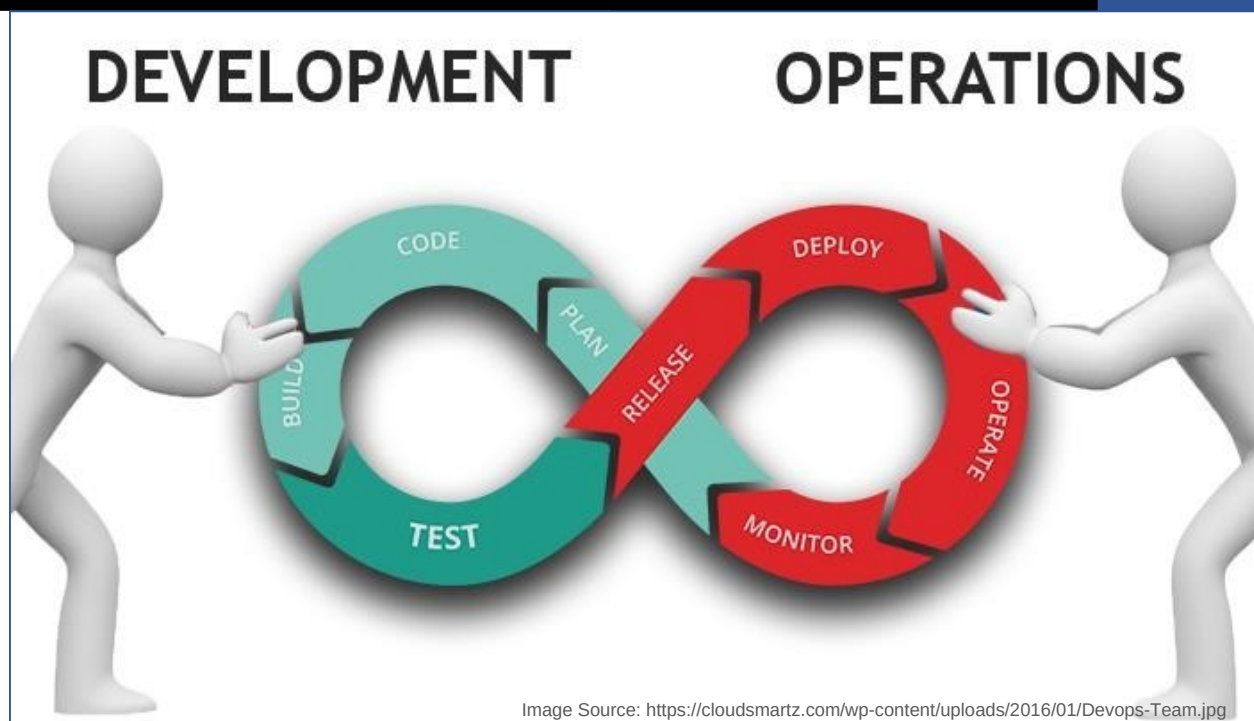 DEVELOPMENT
OPERATIONS
CODE
PLAN
BUILD
TEST
RELEASE
DEPLOY
OPERATE
MONITOR
Image Source: https://cloudsmartz.com/wp-content/uploads/2016/01/Devops-Team.jpg